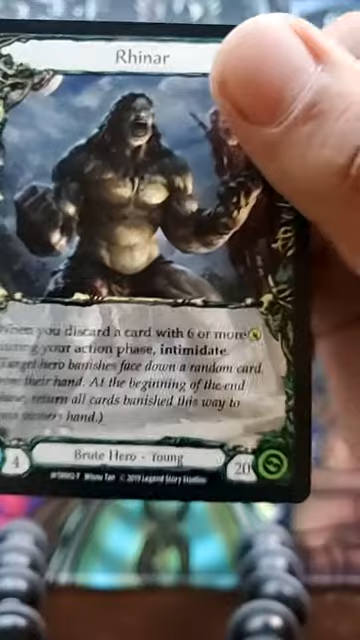 Rhinar
When you discard a card with 6 or more
during your action phase, intimidate.
hero banishes face down a random card
their hand. At the beginning of the end
return all cards banished this way to
hand.)
4
Brute Hero - Young
20
Wisnu Tan © 2019 Legend Story Studios